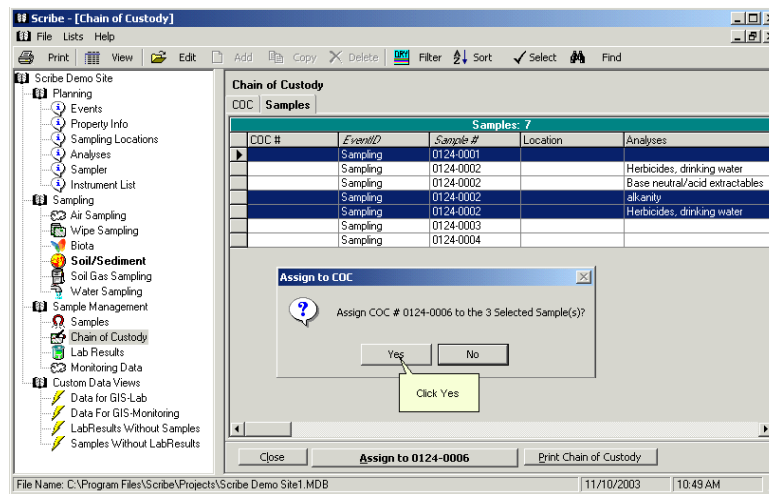 Scribe - [Chain of Custody]
File Lists Help
Print View Edit Add Copy Delete Filter Sort Select Find
Scribe Demo Site
Planning
Events
Property Info
Sampling Locations
Analyses
Sampler
Instrument List
Sampling
Air Sampling
Wipe Sampling
Biota
Soil/Sediment
Soil Gas Sampling
Water Sampling
Sample Management
Samples
Chain of Custody
Lab Results
Monitoring Data
Custom Data Views
Data for GIS-Lab
Data For GIS-Monitoring
LabResults Without Samples
Samples Without LabResults
Chain of Custody
COC Samples
Samples: 7
COC # EventID Sample # Location Analyses
Sampling 0124-0001
Sampling 0124-0002 Herbicides, drinking water
Sampling 0124-0002 Base neutral/acid extractables
Sampling 0124-0002 alkanity
Sampling 0124-0002 Herbicides, drinking water
Sampling 0124-0003
Sampling 0124-0004
Assign to COC
Assign COC # 0124-0006 to the 3 Selected Sample(s)?
Yes No
Click Yes
Close Assign to 0124-0006 Print Chain of Custody
File Name: C:\Program Files\Scribe\Projects\Scribe Demo Site1.MDB 11/10/2003 10:49 AM